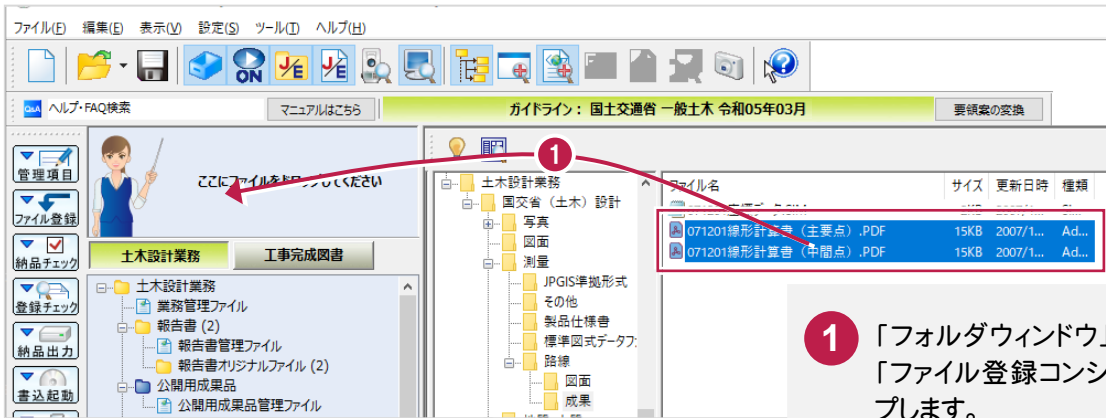 ファイル(F) 編集(E) 表示(V) 設定(S) ツール(T) ヘルプ(H)
ON J/E J/E
Q&A ヘルプ・FAQ検索 マニュアルはこちら ガイドライン： 国土交通省 一般土木 令和05年03月 要領案の変換
管理項目
ファイル登録
納品チェック
登録チェック
納品出力
書込起動
ここにファイルをドロップしてください
土木設計業務 工事完成図書
土木設計業務
業務管理ファイル
報告書 (2)
報告書管理ファイル
報告書オリジナルファイル (2)
公開用成果品
公開用成果品管理ファイル
1
土木設計業務
国交省（土木）設計
写真
図面
測量
JPGIS準拠形式
その他
製品仕様書
標準図式データフ
路線
図面
成果
ファイル名 サイズ 更新日時 種類
071201線形計算書（主要点）.PDF 15KB 2007/1... Ad...
071201線形計算書（中間点）.PDF 15KB 2007/1... Ad...
1 「フォルダウィンドウ」
「ファイル登録コンシ
プします。